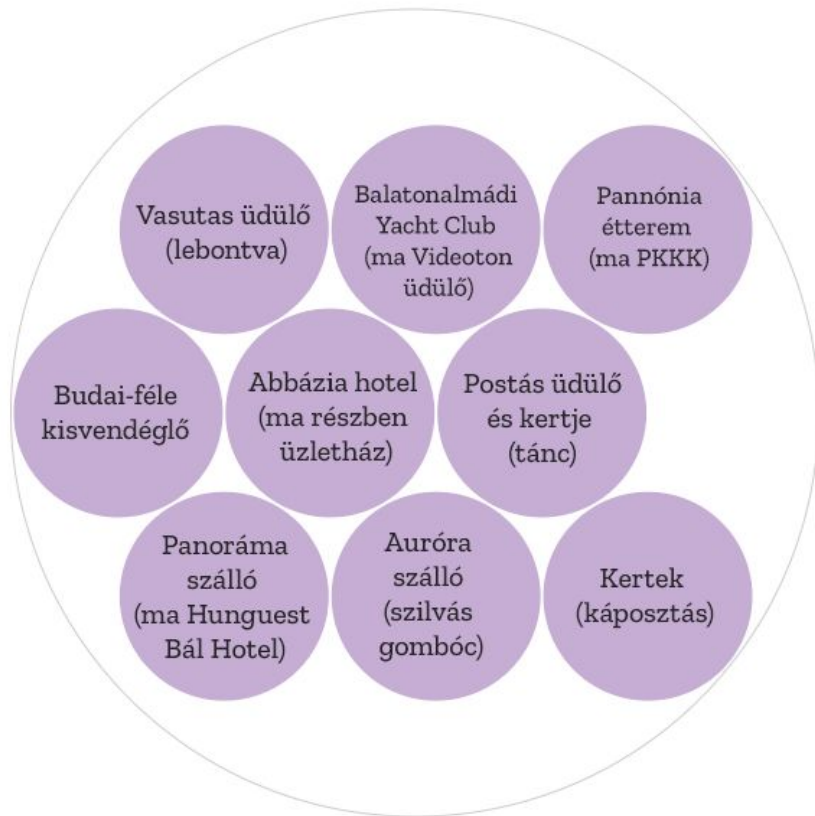 Vasutas üdülő
(lebontva)
Balatonalmádi
Yacht Club
(ma Videoton
üdülő)
Pannónia
étterem
(ma PKKK)
Budai-féle
kisvendéglő
Abbázia hotel
(ma részben
üzletház)
Postás üdülő
és kertje
(tánc)
Panoráma
szálló
(ma Hunguest
Bál Hotel)
Auróra
szálló
(szilvás
gombóc)
Kertek
(káposztás)